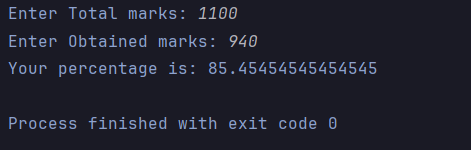 Enter Total marks: 1100
Enter Obtained marks: 940
Your percentage is: 85.45454545454545
Process finished with exit code 0